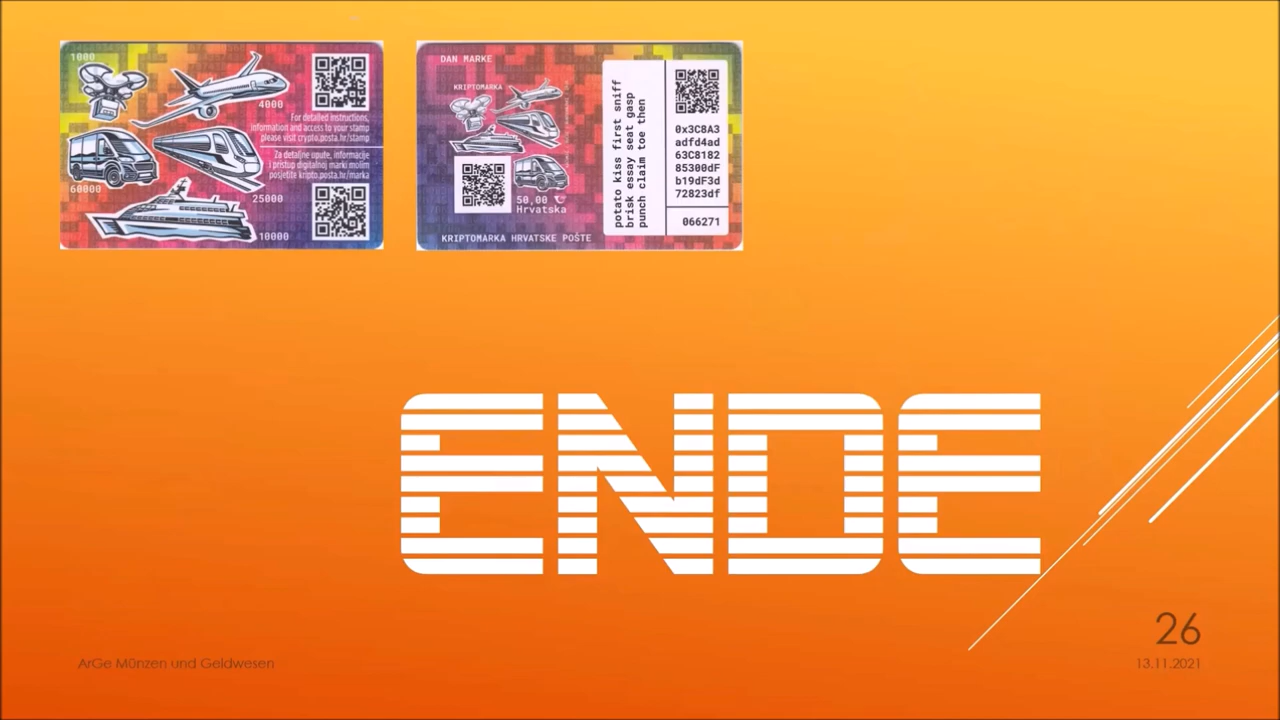 1000
4000
For detailed instructions,
information and access to your stamp
please visit crypto.posta.hr/stamp
Za detaljne upute, informacije
i pristup digitalnoj marki molim
posjetite kripto.posta.hr/marka
60000
25000
10000
DAN MARKE
KRIPTOMARKA
50,00
Hrvatska
KRIPTOMARKA HRVATSKE POŠTE
potato kiss first sniff
brisk essay seat gasp
punch claim toe then
0x3C8A3
adfd4ad
63C8182
85300dF
b19dF3d
72823df
066271
ENDE
26
ArGe Münzen und Geldwesen
13.11.2021